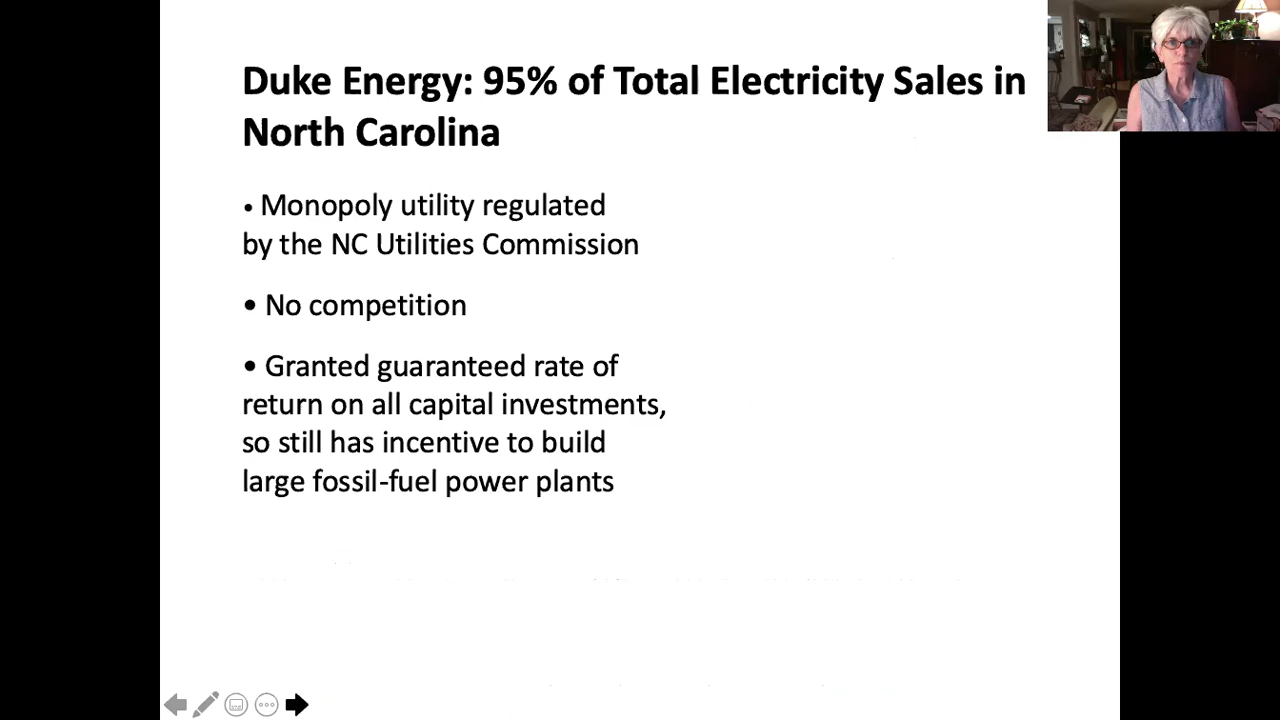 Duke Energy: 95% of Total Electricity Sales in
North Carolina
• Monopoly utility regulated
by the NC Utilities Commission
• No competition
• Granted guaranteed rate of
return on all capital investments,
so still has incentive to build
large fossil-fuel power plants